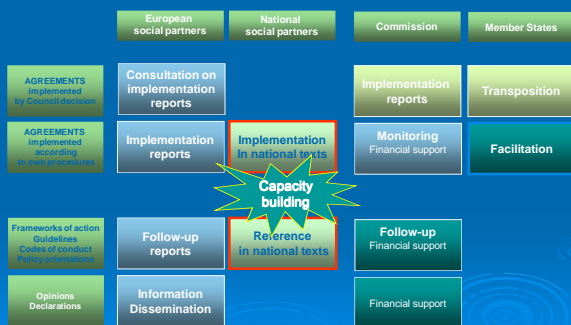 European
social partners
National
social partners
Commission
Member States
AGREEMENTS
implemented
by Council decision
Consultation on
implementation
reports
Implementation
reports
Transposition
AGREEMENTS
implemented
according
to own procedures
Implementation
reports
Implementation
In national texts
Monitoring
Financial support
Facilitation
Capacity
building
Frameworks of action
Guidelines
Codes of conduct
Policy orientations
Follow-up
reports
Reference
in national texts
Follow-up
Financial support
Opinions
Declarations
Information
Dissemination
Financial support